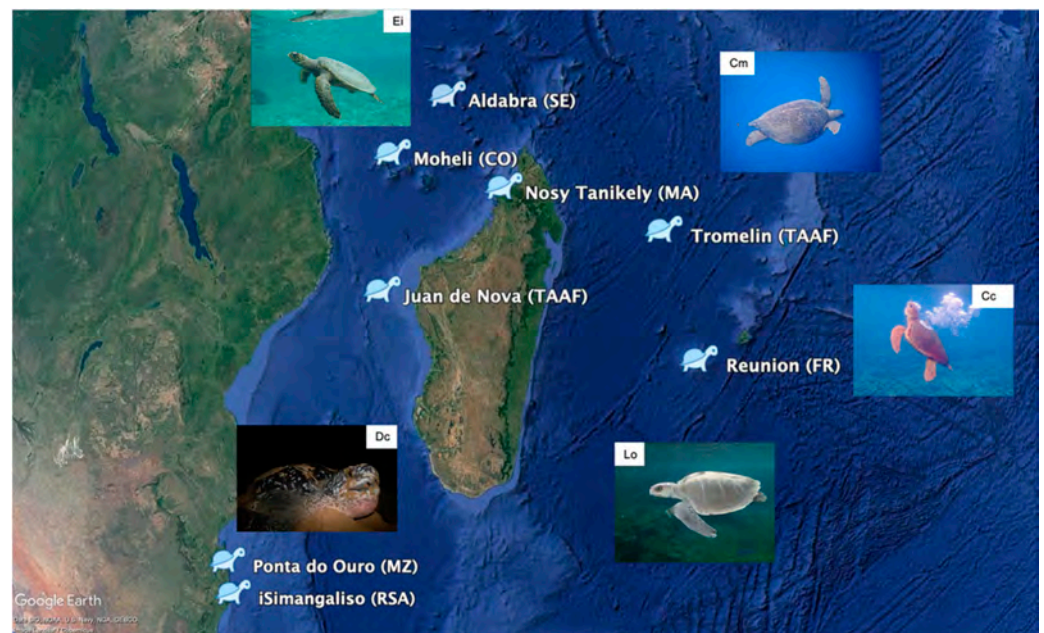 Ei
Cm
Aldabra (SE)
Moheli (CO)
Nosy Tanikely (MA)
Tromelin (TAAF)
Juan de Nova (TAAF)
Cc
Reunion (FR)
Dc
Lo
Ponta do Ouro (MZ)
iSimangaliso (RSA)
Google Earth